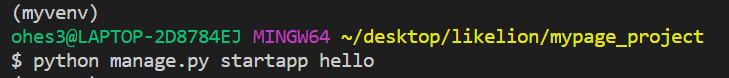 (myvenv)
ohes3@LAPTOP-2D8784EJ MINGW64 ~/desktop/likelion/mypage_project
$ python manage.py startapp hello